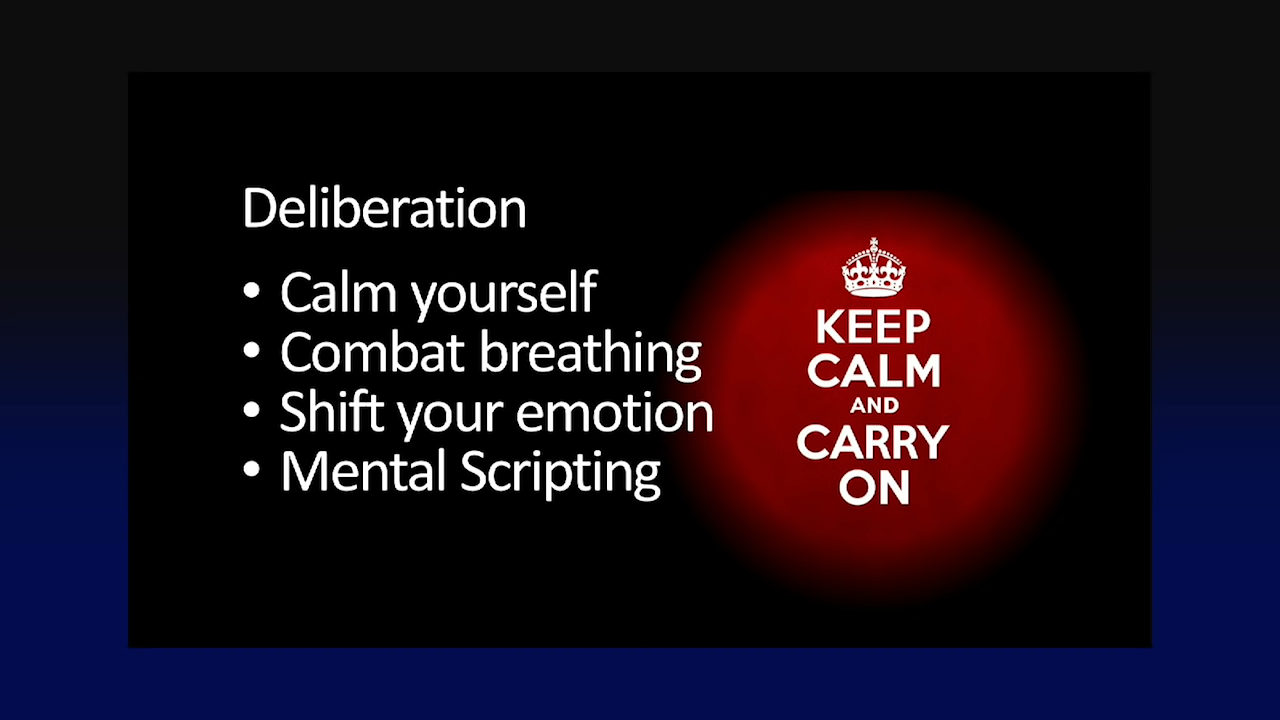 Deliberation
• Calm yourself
• Combat breathing
• Shift your emotion
• Mental Scripting
KEEP
CALM
AND
CARRY
ON